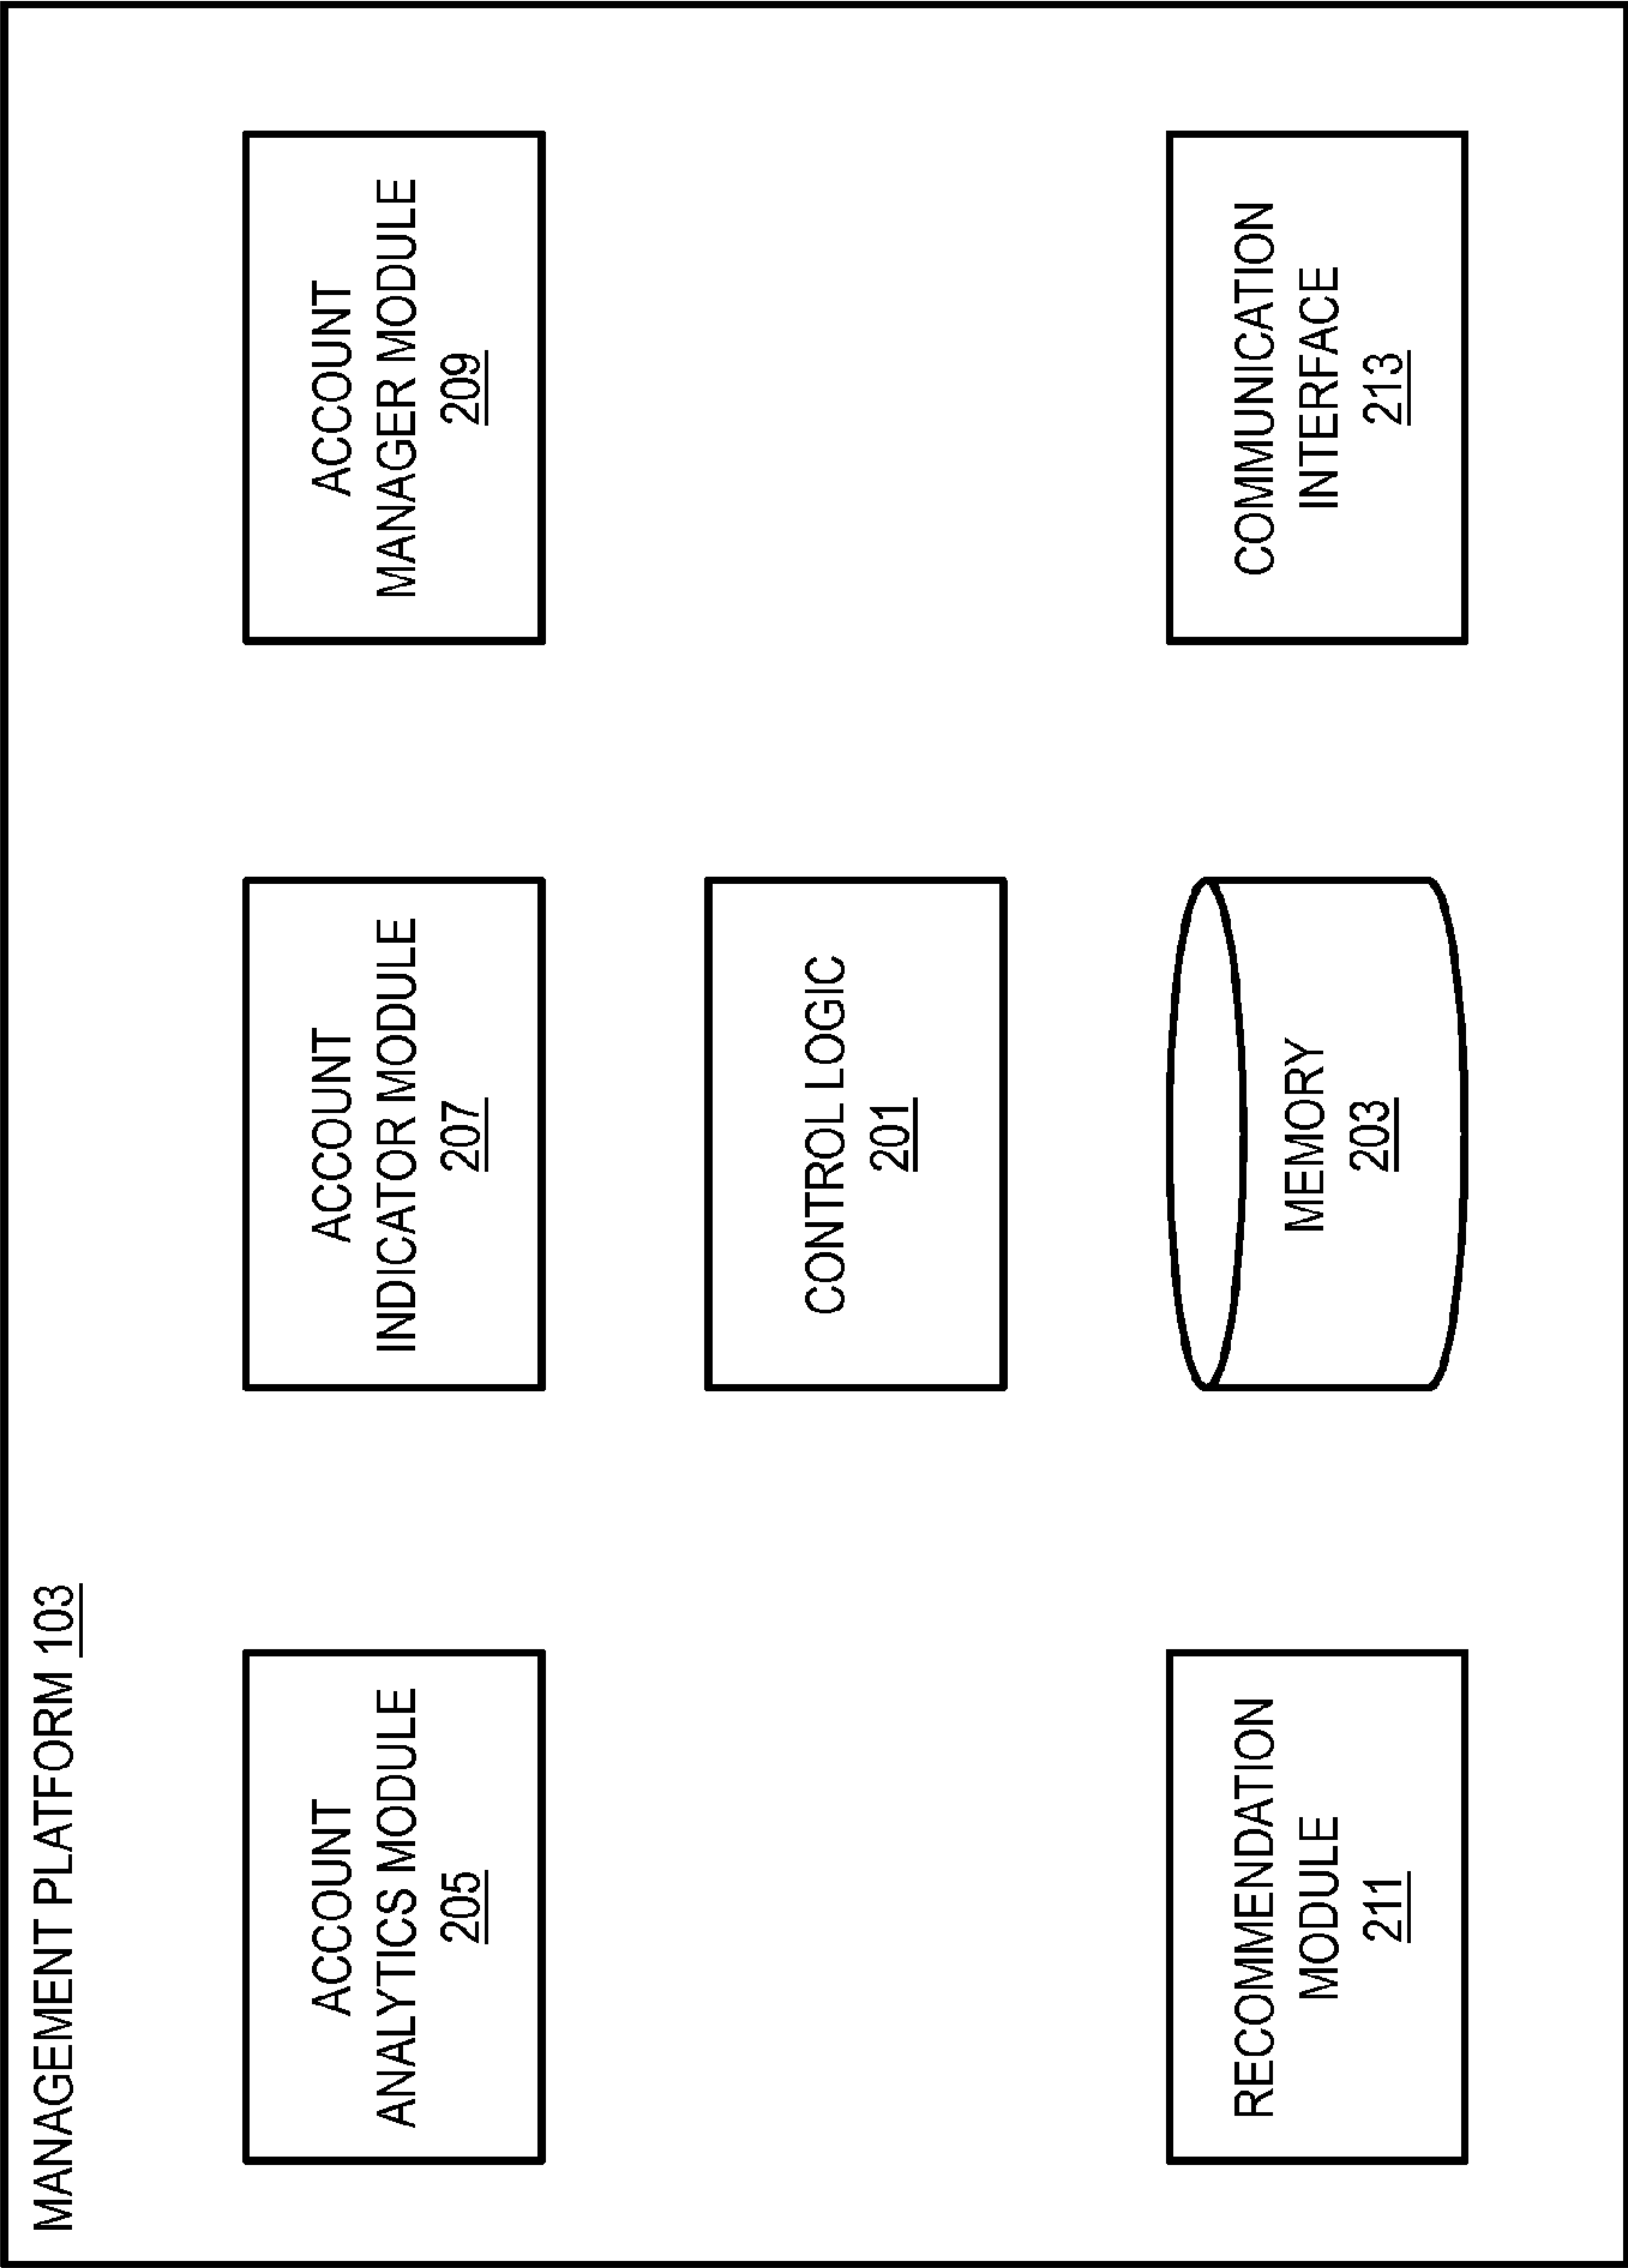 MANAGEMENT PLATFORM 103
ACCOUNT
ANALYTICS MODULE
205
ACCOUNT
INDICATOR MODULE
207
ACCOUNT
MANAGER MODULE
209
CONTROL LOGIC
201
RECOMMENDATION
MODULE
211
MEMORY
203
COMMUNICATION
INTERFACE
213